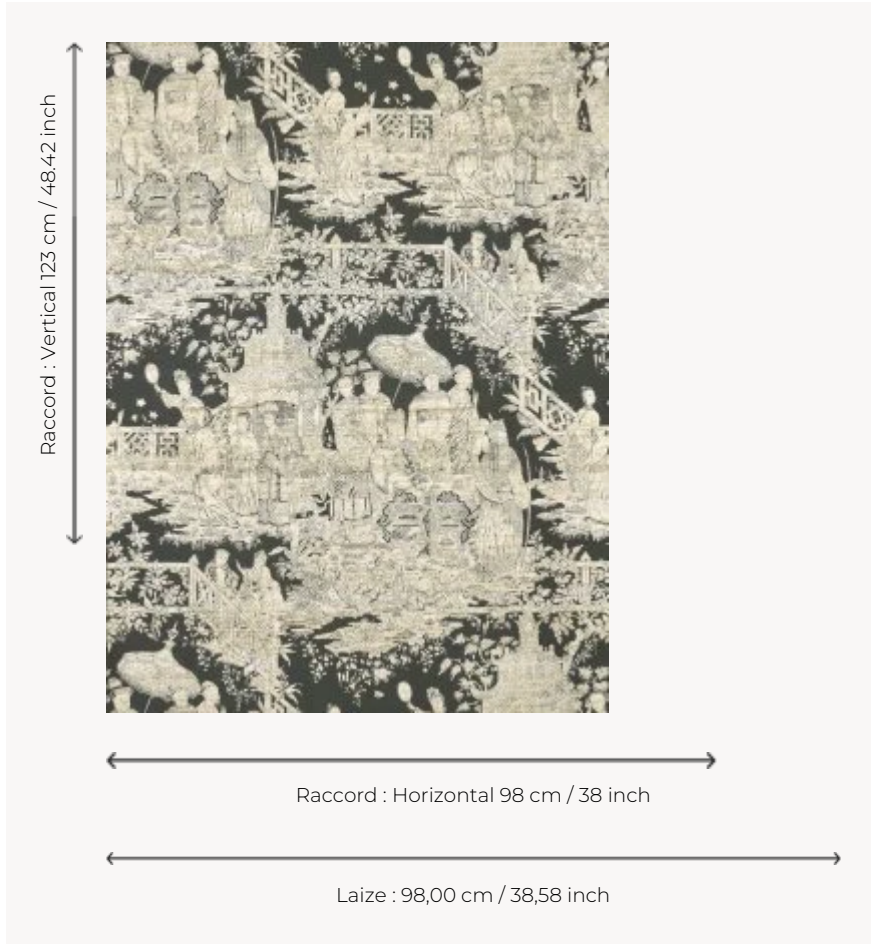 Raccord : Vertical 123 cm / 48.42 inch
Raccord : Horizontal 98 cm / 38 inch
Laize : 98,00 cm / 38,58 inch